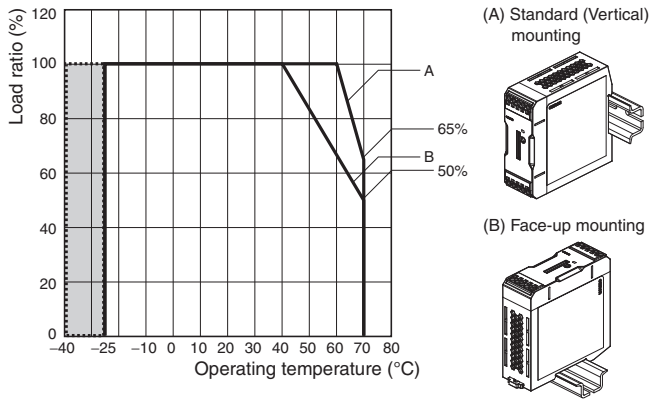 Load ratio (%)
120
100
80
60
40
20
0
A
65%
B
50%
–40 –25 –10 0 10 20 30 40 50 60 70 80
Operating temperature (°C)
(A) Standard (Vertical)
mounting
(B) Face-up mounting